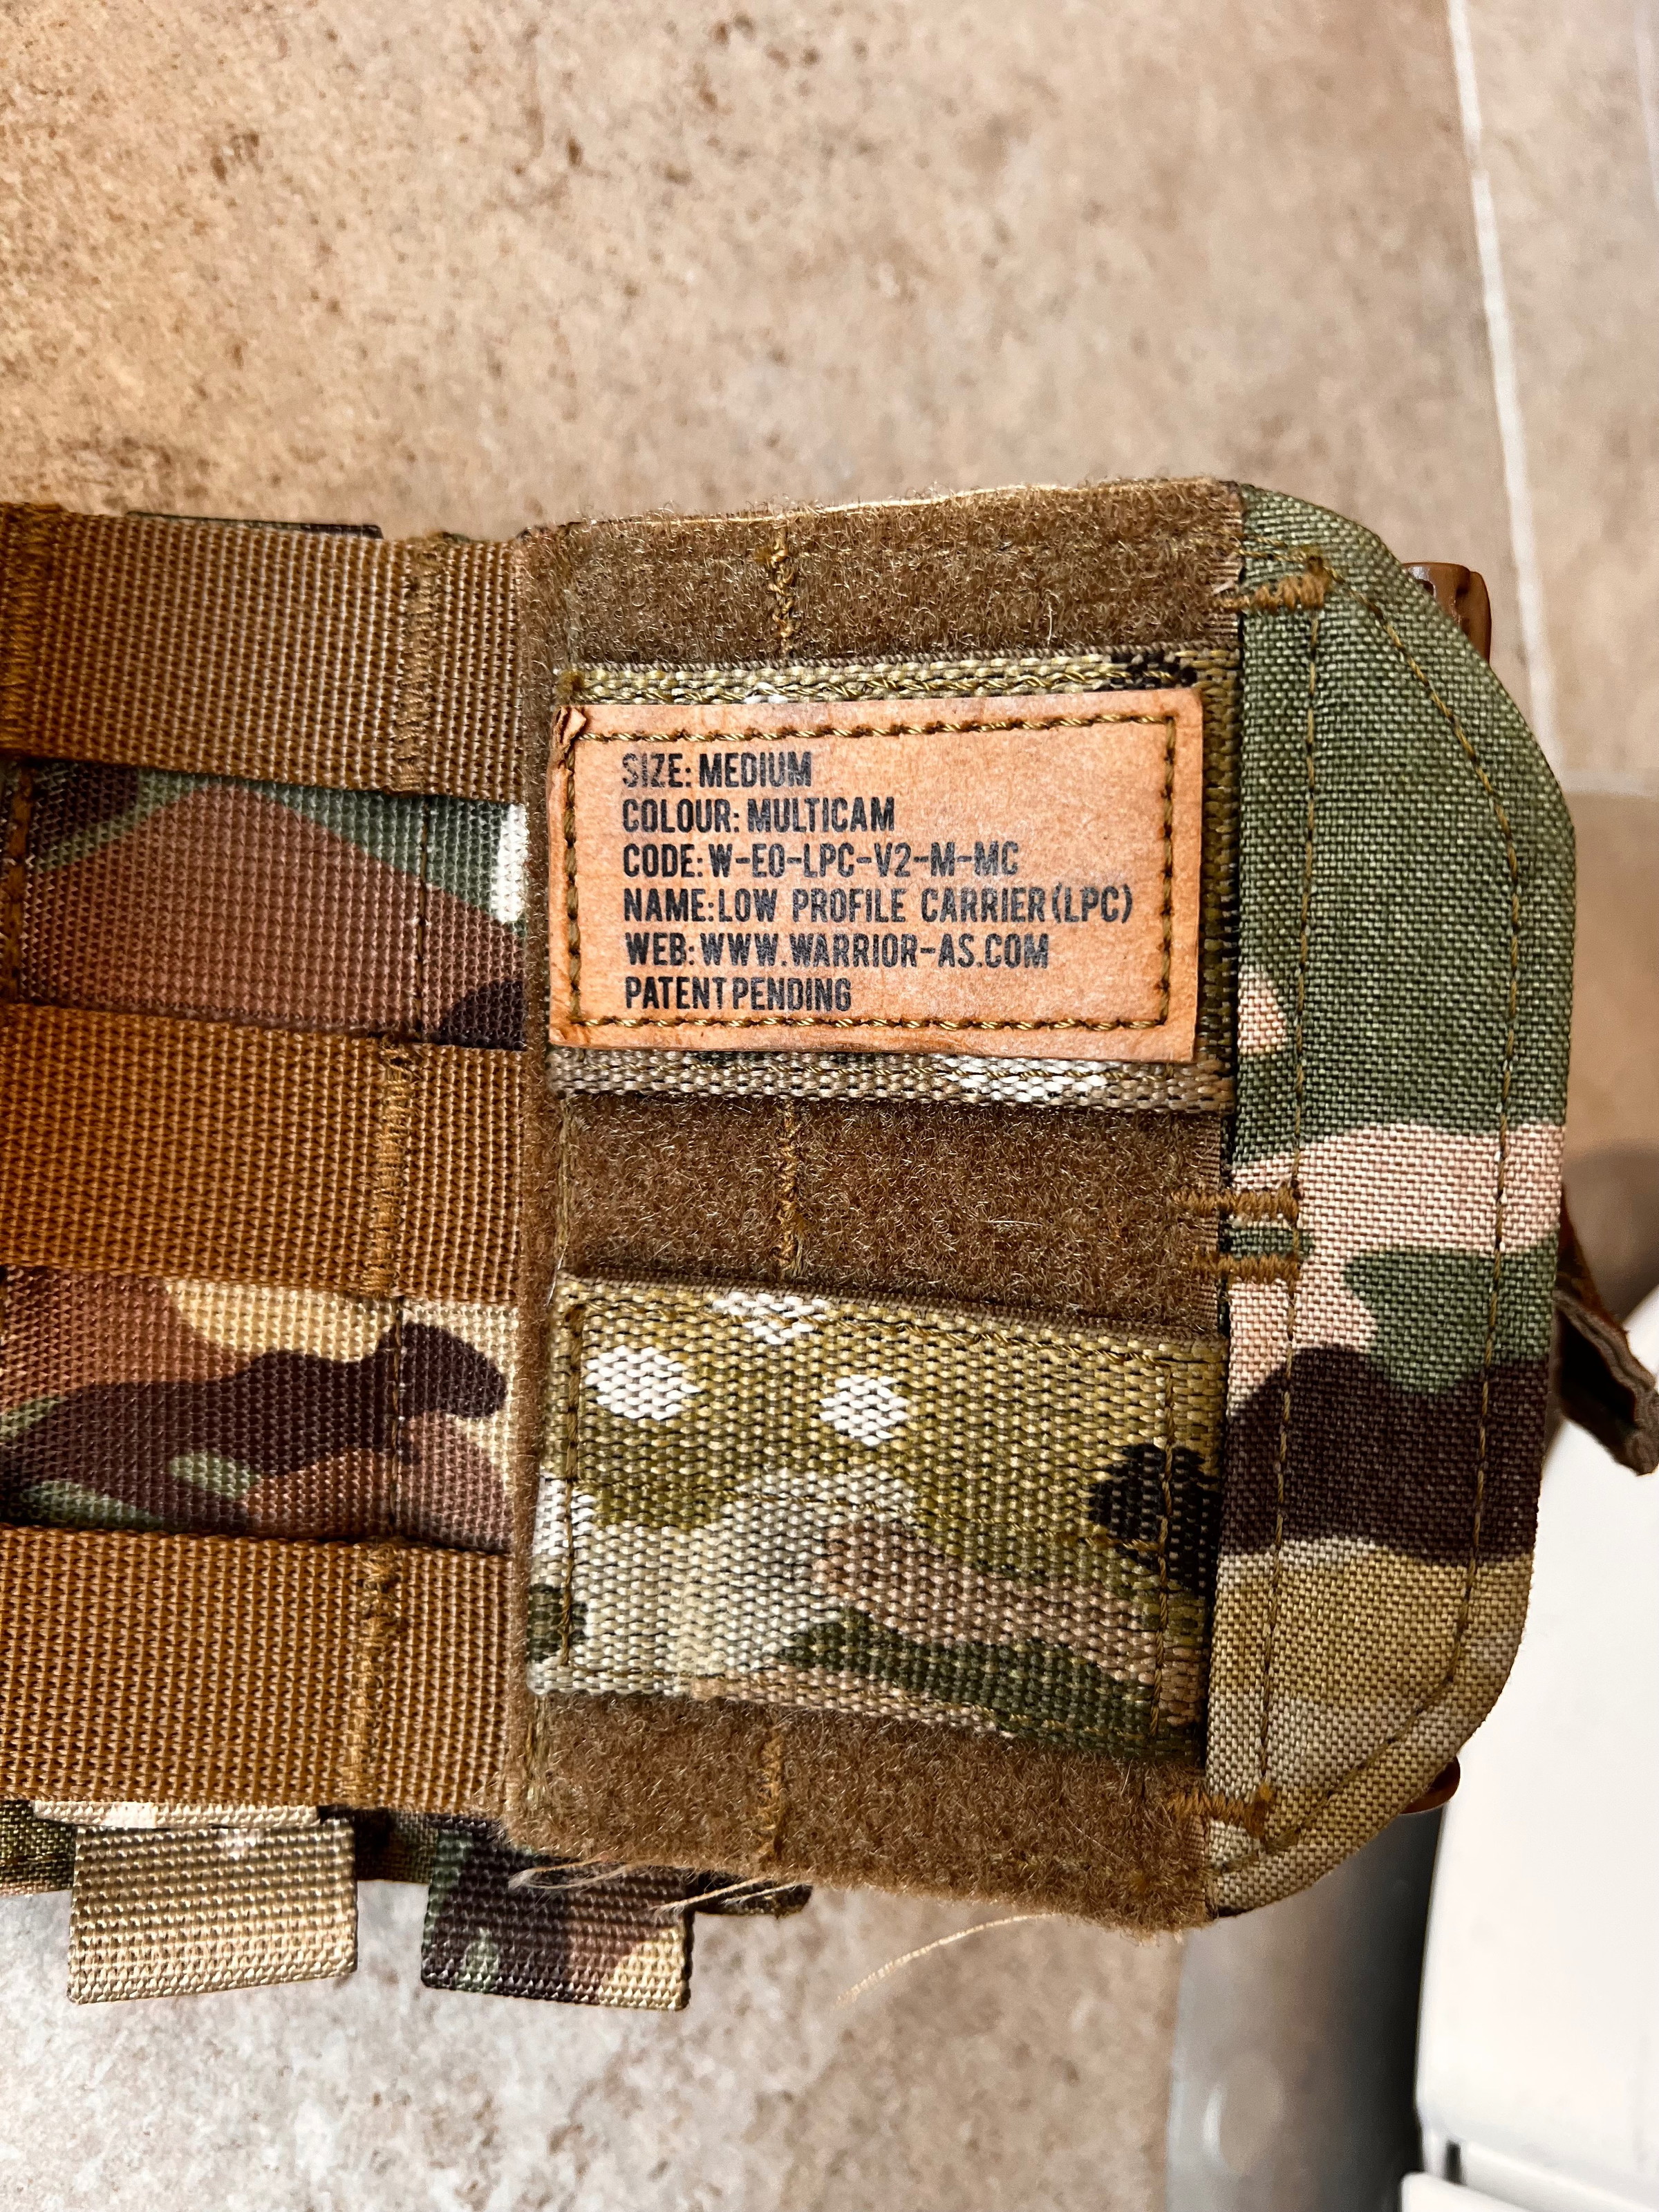 SIZE: MEDIUM
COLOUR: MULTICAM
CODE: W-EO-LPC-V2-M-MC
NAME:LOW PROFILE CARRIER(LPC)
WEB: WWW.WARRIOR-AS.COM
PATENT PENDING